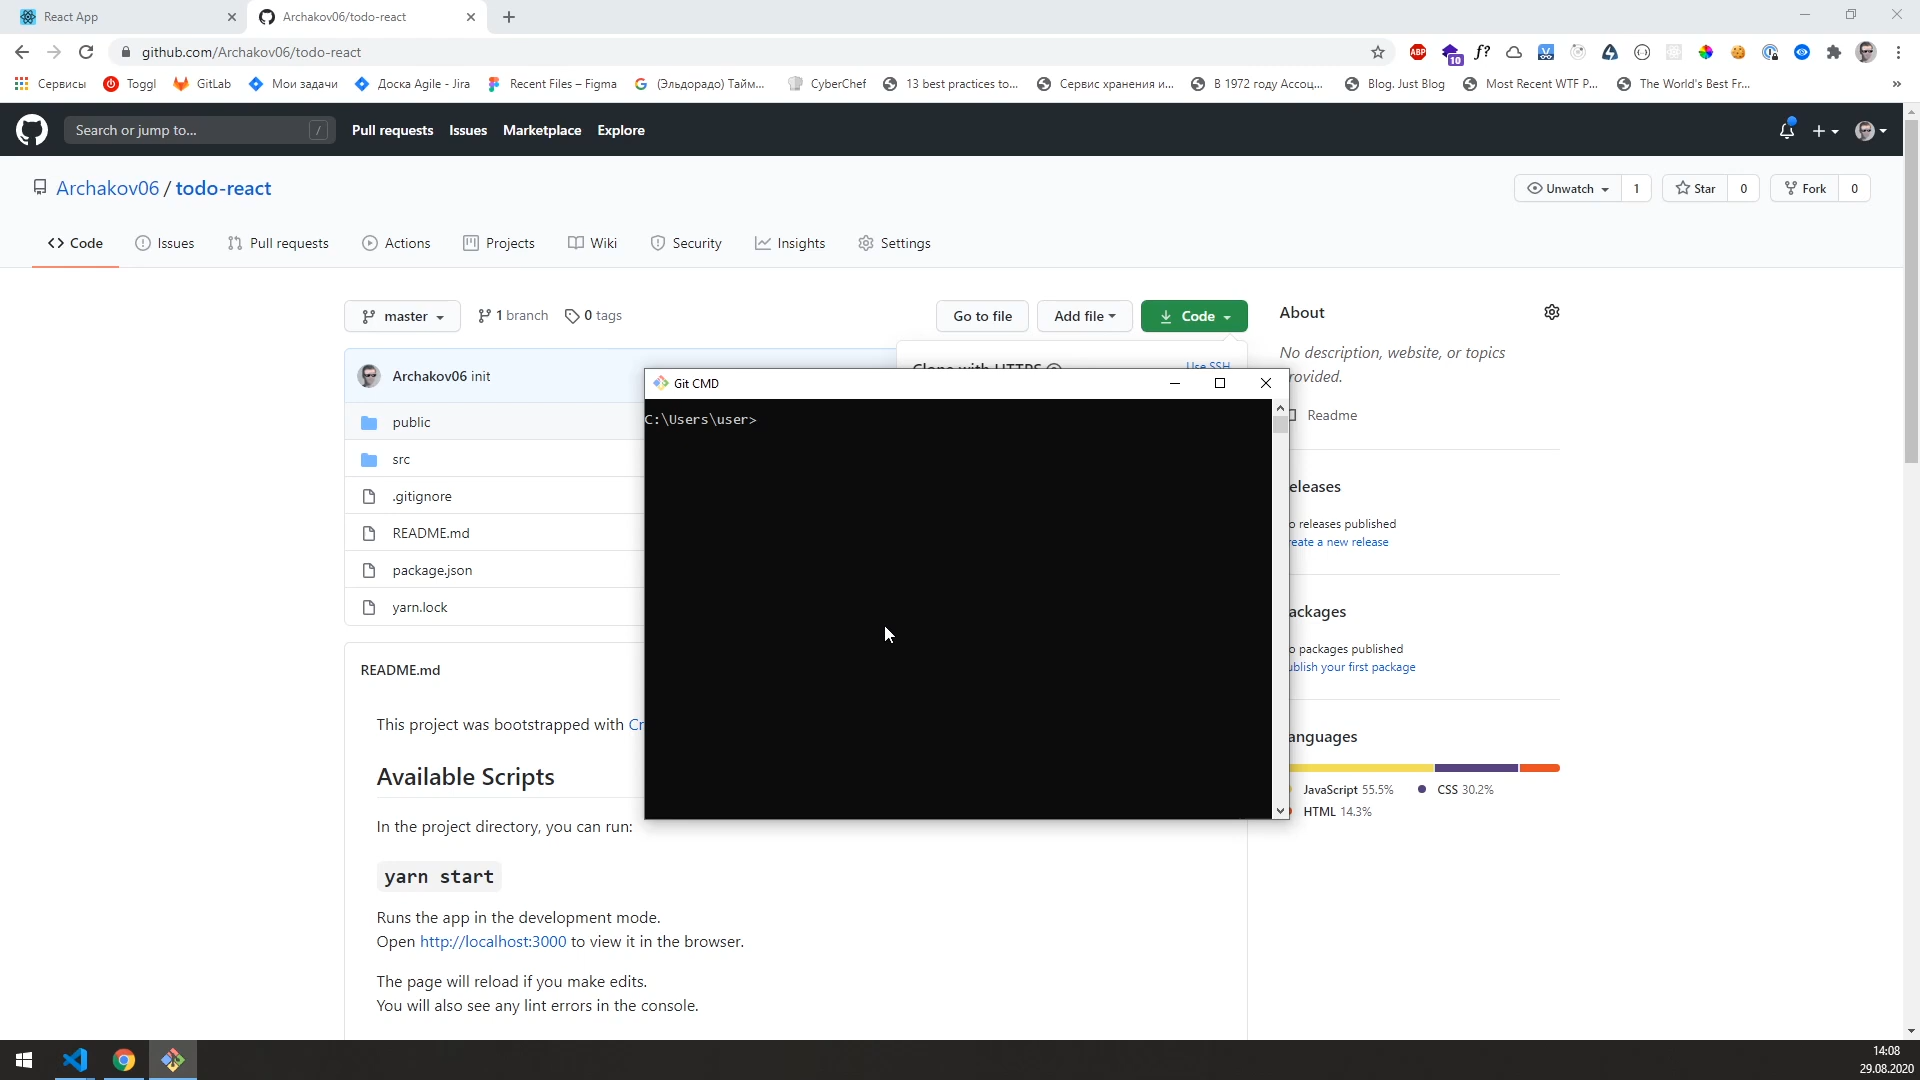 React App
Archakov06/todo-react
github.com/Archakov06/todo-react
ABP
10
f?
Сервисы
Toggl
GitLab
Мои задачи
Доска Agile - Jira
Recent Files – Figma
(Эльдорадо) Тайм...
CyberChef
13 best practices to...
Сервис хранения и...
В 1972 году Ассоц...
Blog. Just Blog
Most Recent WTF P...
The World's Best Fr...
»
Search or jump to...
/
Pull requests
Issues
Marketplace
Explore
Archakov06 / todo-react
Unwatch
1
Star
0
Fork
0
Code
Issues
Pull requests
Actions
Projects
Wiki
Security
Insights
Settings
master
1 branch
0 tags
Go to file
Add file
Code
About
No description, website, or topics
rovided.
Readme
Clone with HTTPS
Use SSH
Archakov06 init
public
src
.gitignore
README.md
package.json
yarn.lock
Git CMD
C:\Users\user>
eleases
o releases published
reate a new release
ackages
o packages published
ublish your first package
anguages
JavaScript 55.5%
CSS 30.2%
HTML 14.3%
README.md
This project was bootstrapped with Cr
Available Scripts
In the project directory, you can run:
yarn start
Runs the app in the development mode.
Open http://localhost:3000 to view it in the browser.
The page will reload if you make edits.
You will also see any lint errors in the console.
14:08
29.08.2020